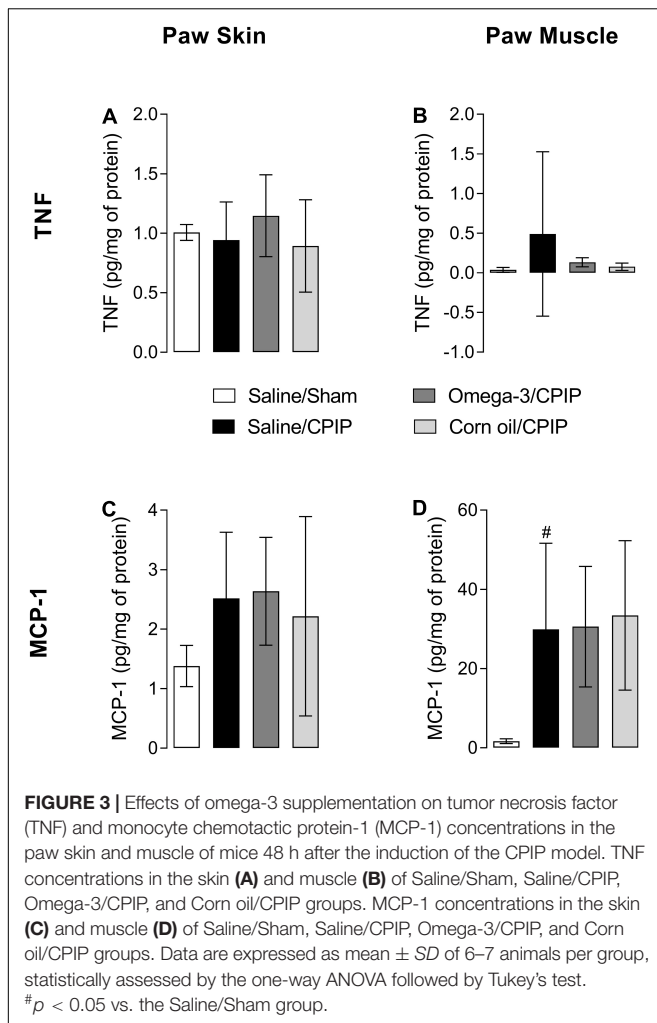 Paw Skin
Paw Muscle
TNF
A
TNF (pg/mg of protein)
2.0
1.5
1.0
0.5
0.0
B
TNF (pg/mg of protein)
2.0
1.5
1.0
0.5
0.0
-0.5
-1.0
Saline/Sham
Omega-3/CPIP
Saline/CPIP
Corn oil/CPIP
MCP-1
C
MCP-1 (pg/mg of protein)
4
3
2
1
0
D
MCP-1 (pg/mg of protein)
60
40
20
0
#
FIGURE 3 | Effects of omega-3 supplementation on tumor necrosis factor
(TNF) and monocyte chemotactic protein-1 (MCP-1) concentrations in the
paw skin and muscle of mice 48 h after the induction of the CPIP model. TNF
concentrations in the skin (A) and muscle (B) of Saline/Sham, Saline/CPIP,
Omega-3/CPIP, and Corn oil/CPIP groups. MCP-1 concentrations in the skin
(C) and muscle (D) of Saline/Sham, Saline/CPIP, Omega-3/CPIP, and Corn
oil/CPIP groups. Data are expressed as mean ± SD of 6–7 animals per group,
statistically assessed by the one-way ANOVA followed by Tukey's test.
#p < 0.05 vs. the Saline/Sham group.